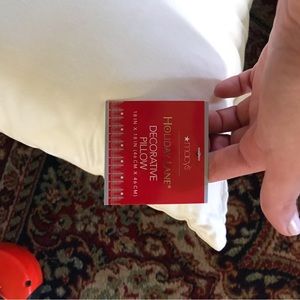 ★macy's
HOLIDAY LANE®
DECORATIVE
PILLOW
18 IN X 18 IN (46 CM X 46 CM)